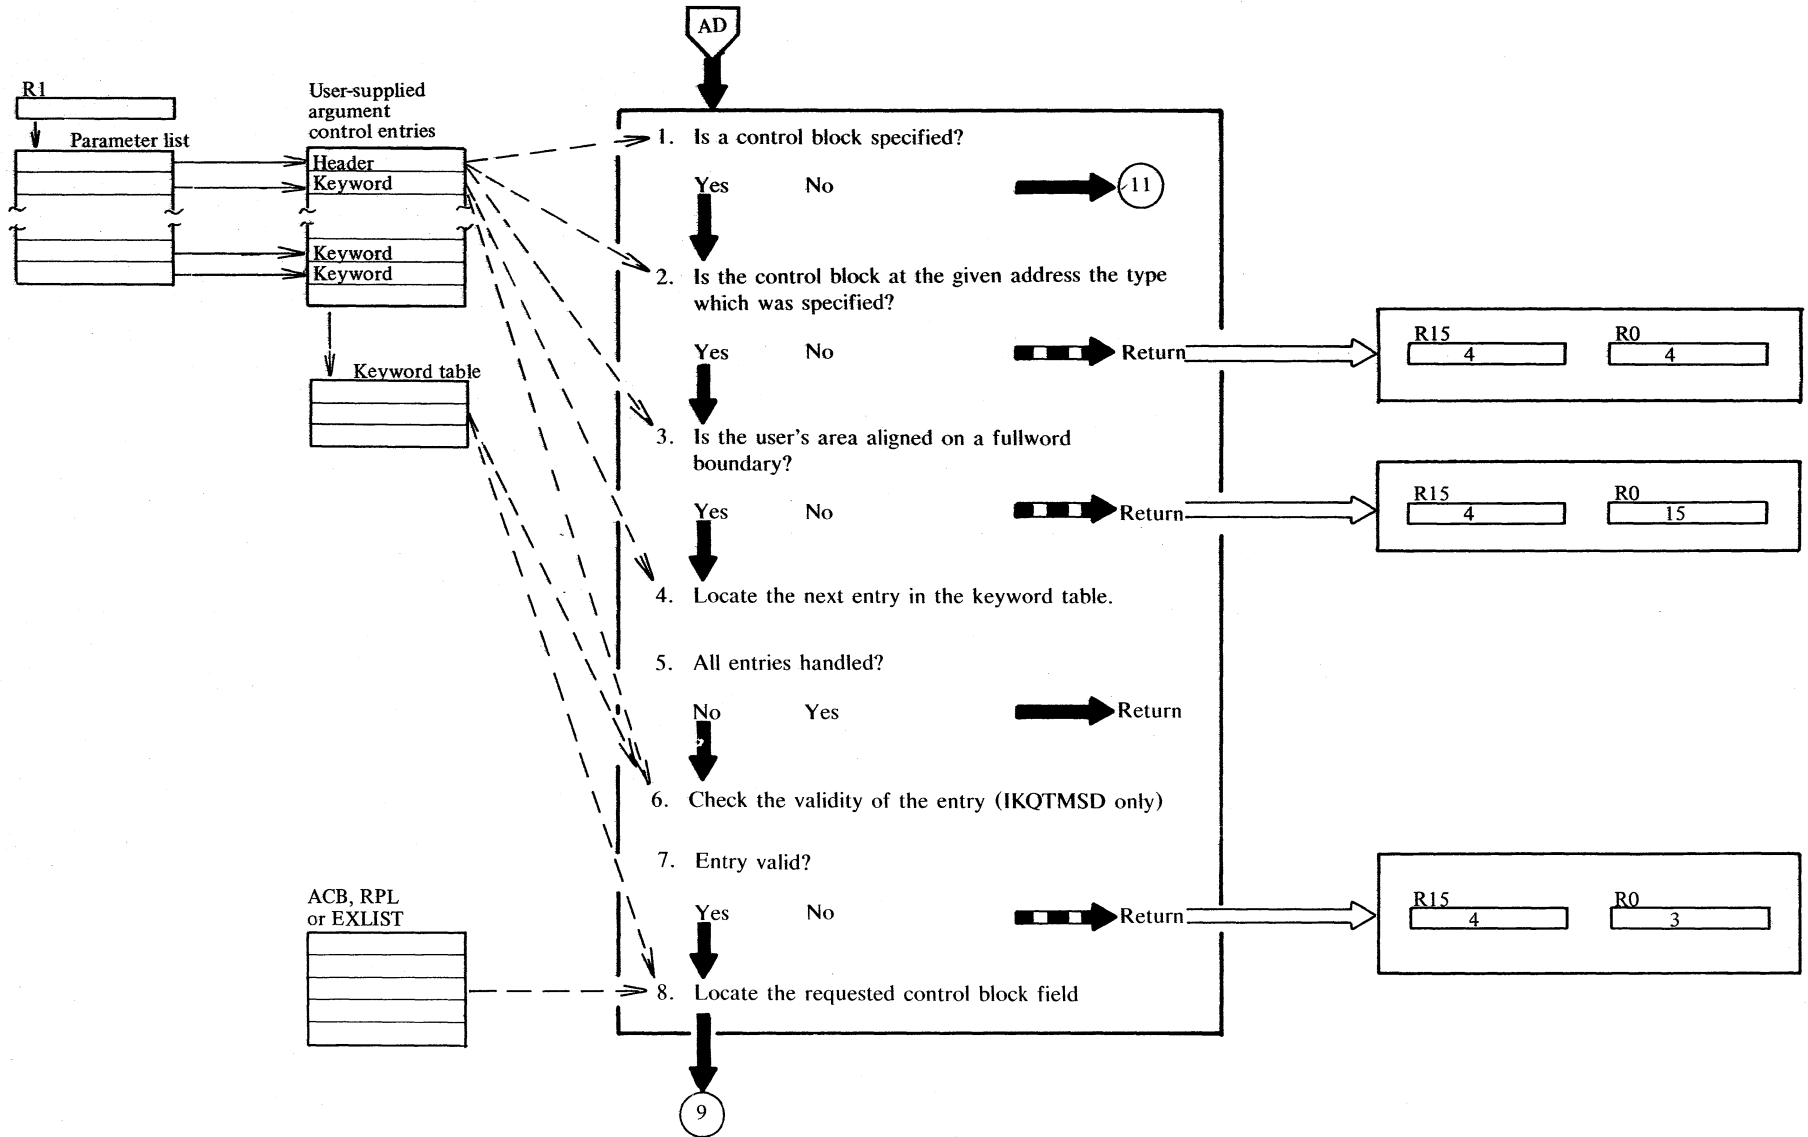 AD
R1
Parameter list
User-supplied
argument
control entries
Header
Keyword
Keyword
Keyword
Keyword table
ACB, RPL
or EXLIST
1. Is a control block specified?
Yes No 11
2. Is the control block at the given address the type
which was specified?
Yes No Return
R15 R0
4 4
3. Is the user's area aligned on a fullword
boundary?
Yes No Return
R15 R0
4 15
4. Locate the next entry in the keyword table.
5. All entries handled?
No Yes Return
6. Check the validity of the entry (IKQTMSD only)
7. Entry valid?
Yes No Return
R15 R0
4 3
8. Locate the requested control block field
9